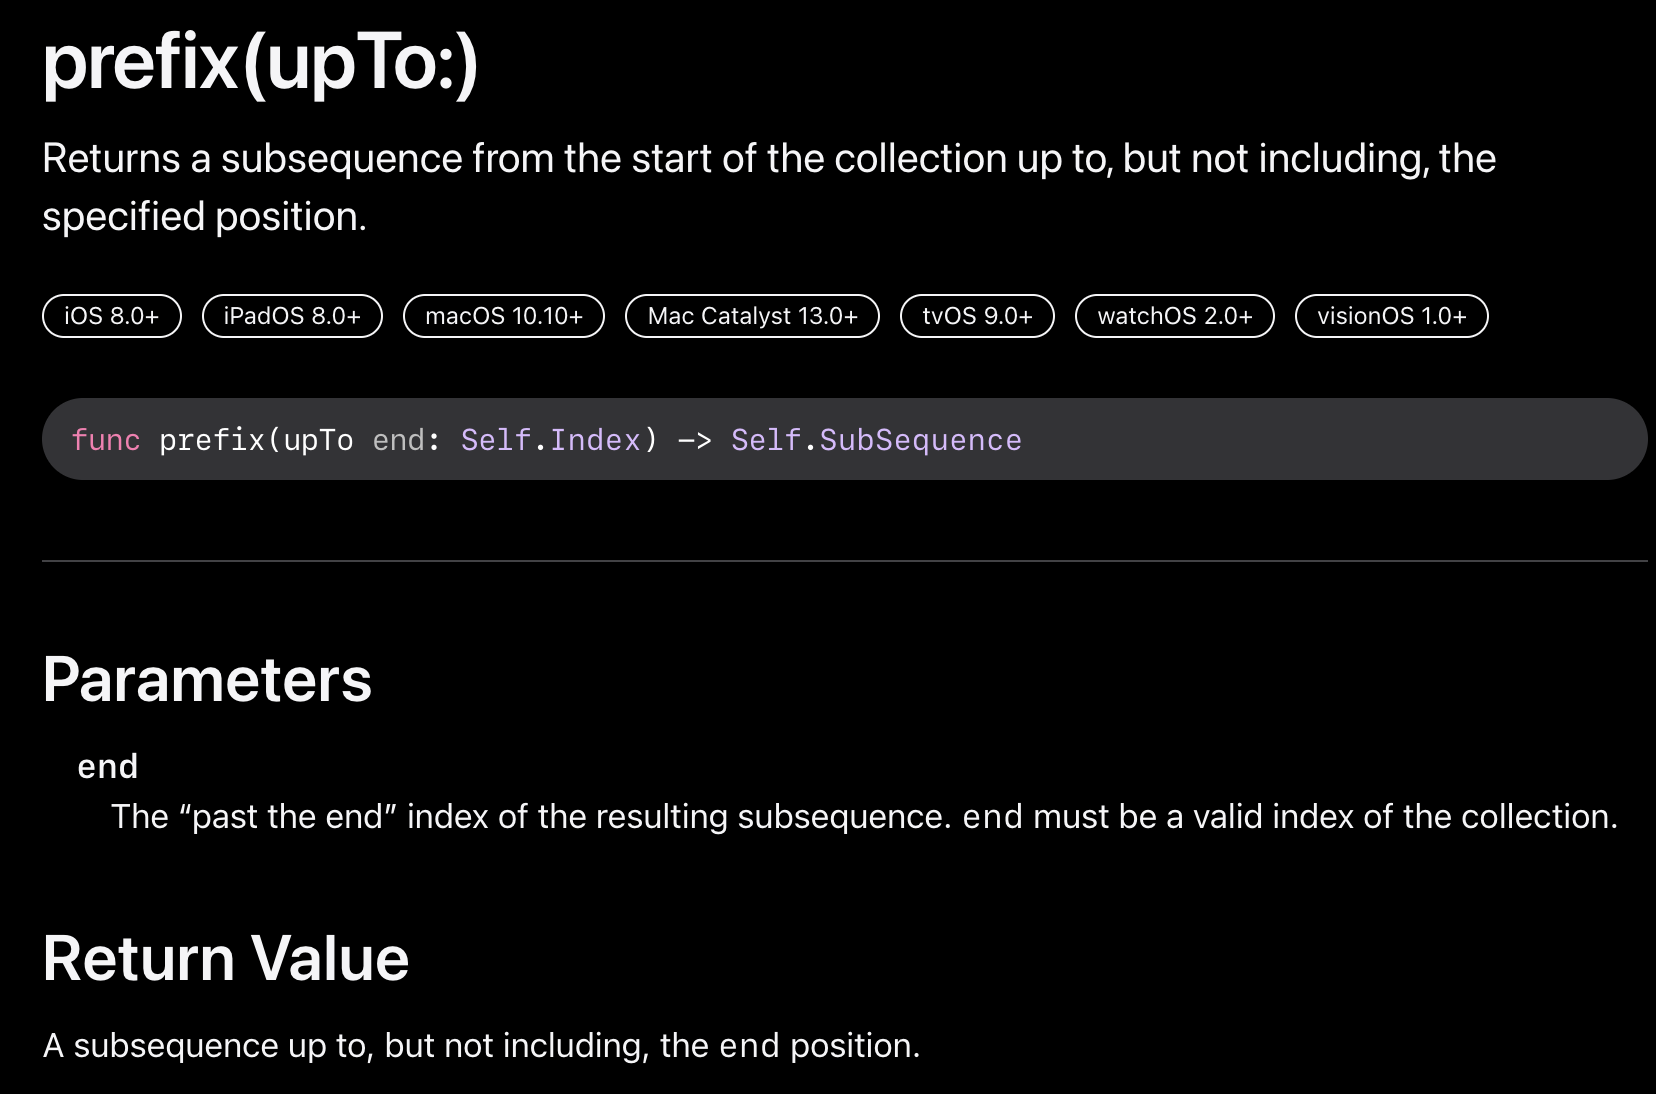 prefix(upTo:)
Returns a subsequence from the start of the collection up to, but not including, the
specified position.
iOS 8.0+ iPadOS 8.0+ macOS 10.10+ Mac Catalyst 13.0+ tvOS 9.0+ watchOS 2.0+ visionOS 1.0+
func prefix(upTo end: Self.Index) -> Self.SubSequence
Parameters
end
The “past the end” index of the resulting subsequence. end must be a valid index of the collection.
Return Value
A subsequence up to, but not including, the end position.